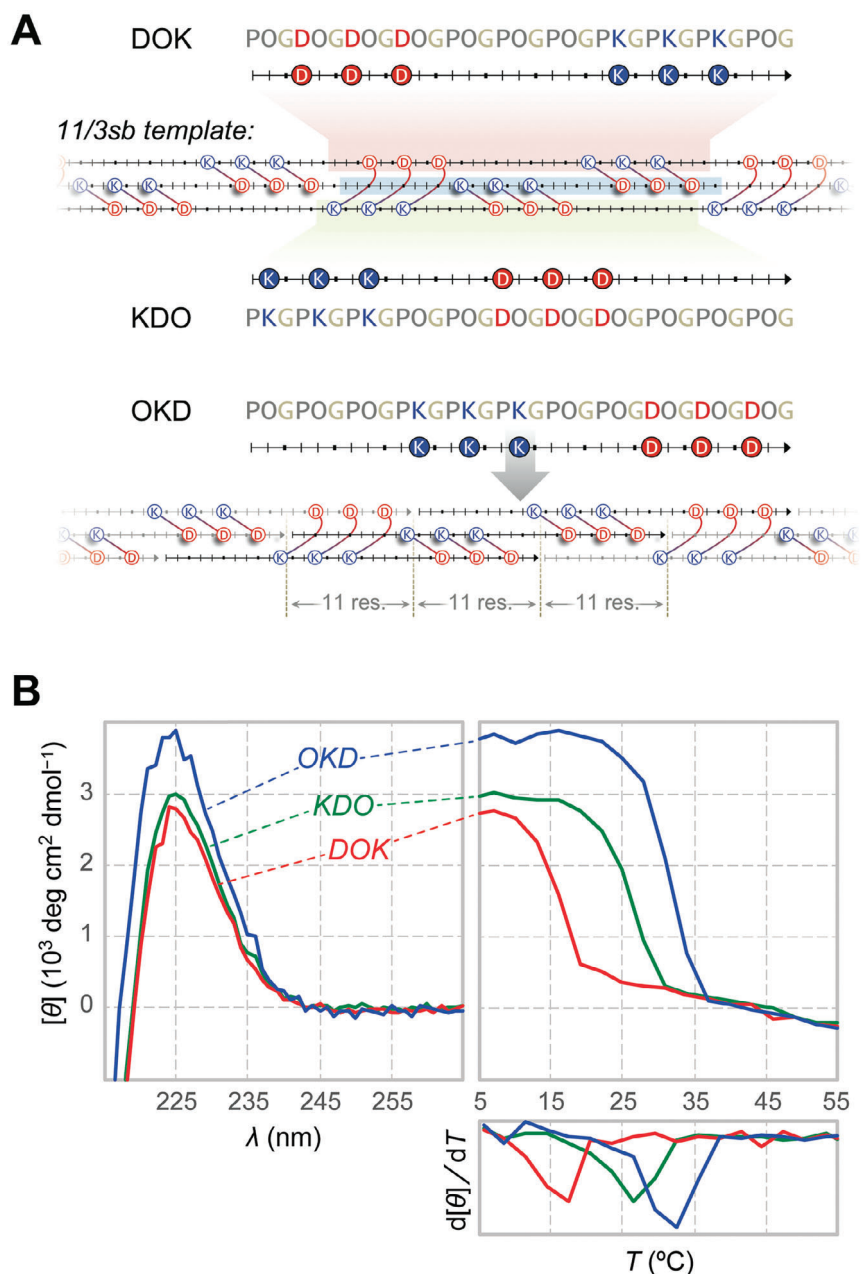 A
DOK
POGDOGDOGDOGPOGPOGPOGPKGPKGPKGPOG
D D D K K K
11/3sb template:
K K K D D D K K K D D D
K K K D D D K K K D D D K
D D D K K K D D D K K K
K K K D D D
KDO
PKGPKGPKGPOGPOGDOGDOGDOGPOGPOGPOG
OKD
POGPOGPOGPKGPKGPKGPOGPOGDOGDOGDOG
K K K D D D
K K K D D D K K K D D D
K K D D D K K K D D D K K
D D D K K K D D D K K K D
11 res. 11 res. 11 res.
B
[θ] (10³ deg cm² dmol⁻¹)
3
2
1
0
OKD
KDO
DOK
225 235 245 255
λ (nm)
5 15 25 35 45 55
d[θ]/dT
T (ºC)